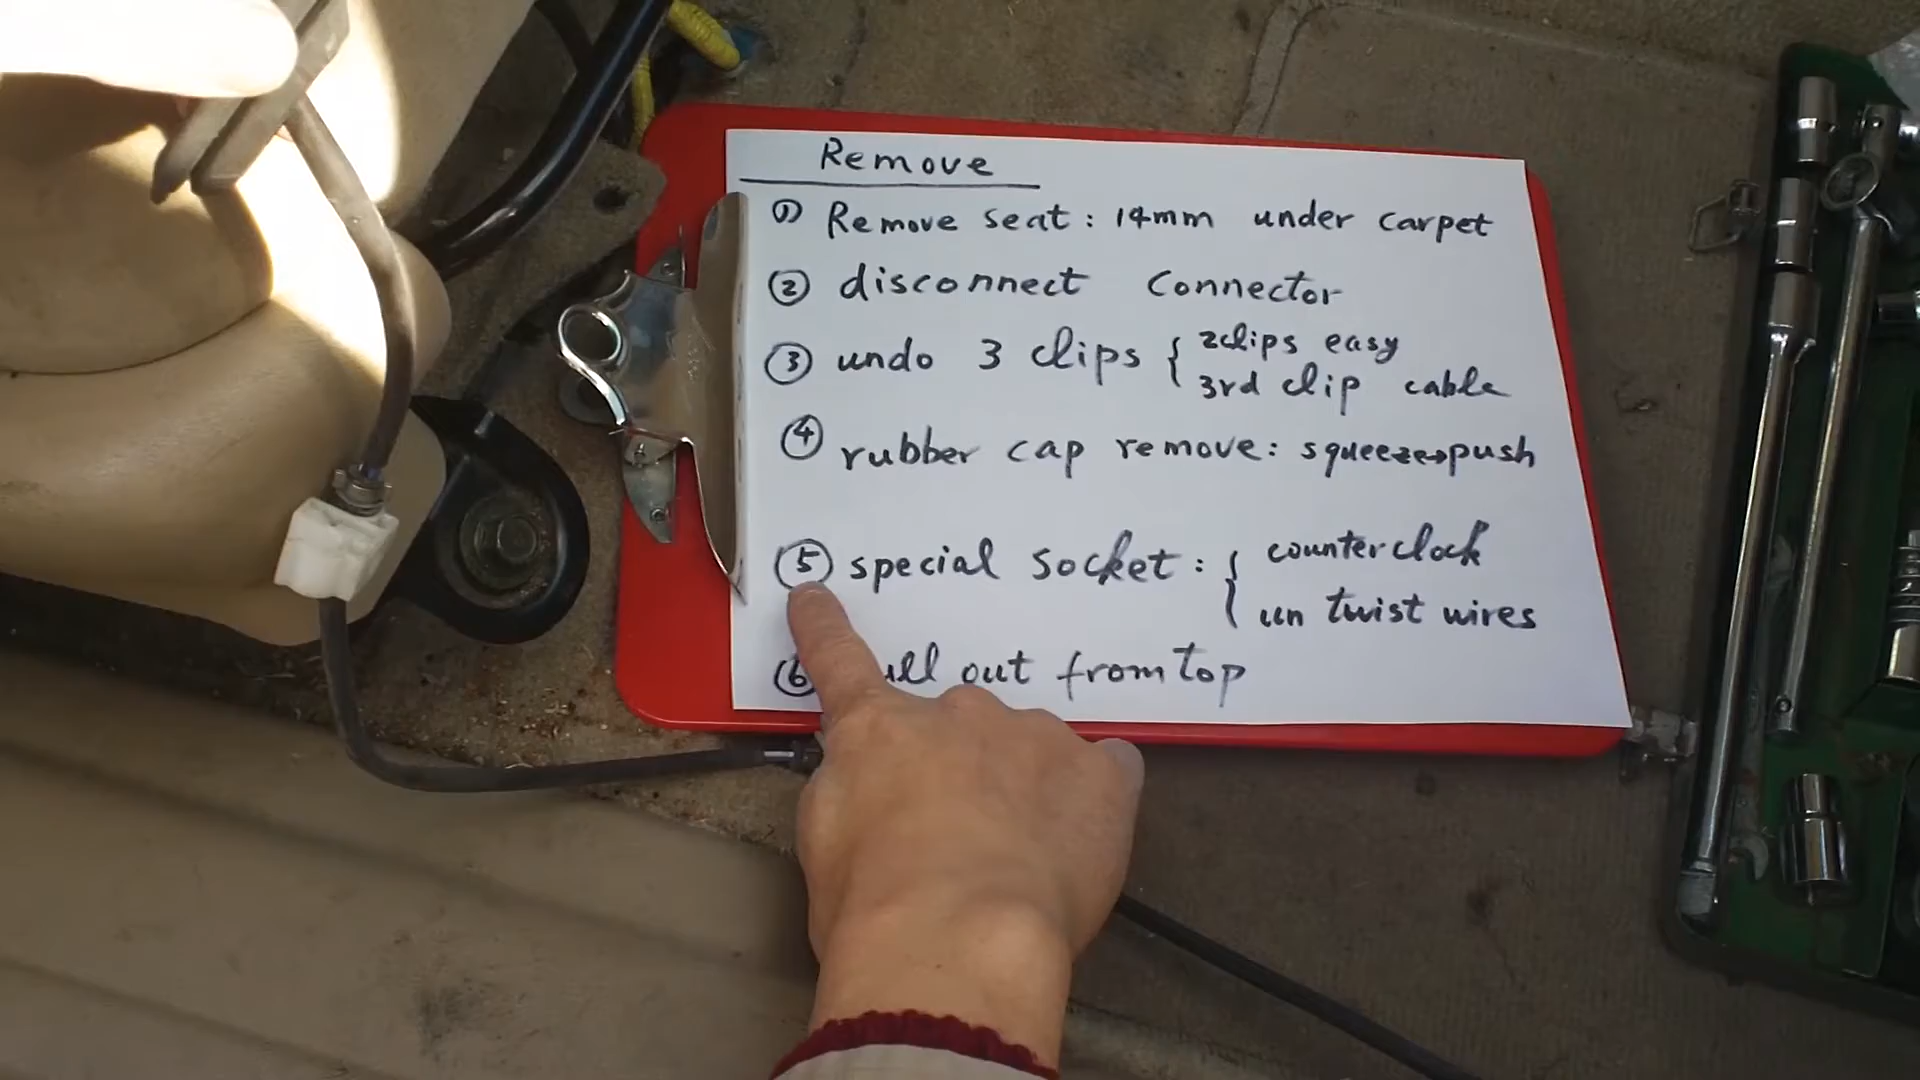 Remove
① Remove seat: 14mm under carpet
② disconnect connector
③ undo 3 clips { 2clips easy
3rd clip cable
④ rubber cap remove: squeeze→push
⑤ special socket: { counterclock
un twist wires
⑥ out from top